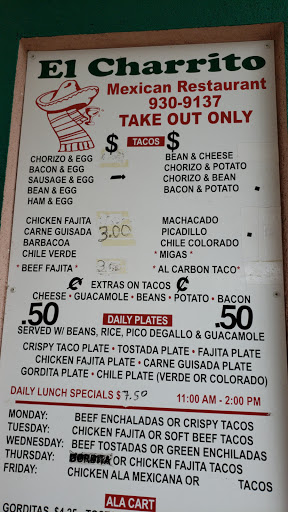 El Charrito
Mexican Restaurant
930-9137
TAKE OUT ONLY
$ TACOS $
CHORIZO & EGG
BACON & EGG
SAUSAGE & EGG
BEAN & EGG
HAM & EGG
BEAN & CHEESE
CHORIZO & POTATO
CHORIZO & BEAN
BACON & POTATO
CHICKEN FAJITA
CARNE GUISADA
BARBACOA
CHILE VERDE
* BEEF FAJITA *
3.00
MACHACADO
PICADILLO
CHILE COLORADO
* MIGAS *
* AL CARBON TACO*
¢ EXTRAS ON TACOS ¢
CHEESE • GUACAMOLE • BEANS • POTATO • BACON
.50 DAILY PLATES .50
SERVED W/ BEANS, RICE, PICO DEGALLO & GUACAMOLE
CRISPY TACO PLATE • TOSTADA PLATE • FAJITA PLATE
CHICKEN FAJITA PLATE • CARNE GUISADA PLATE
GORDITA PLATE • CHILE PLATE (VERDE OR COLORADO)
DAILY LUNCH SPECIALS $7.50 11:00 AM - 2:00 PM
MONDAY: BEEF ENCHALADAS OR CRISPY TACOS
TUESDAY: CHICKEN FAJITA OR SOFT BEEF TACOS
WEDNESDAY: BEEF TOSTADAS OR GREEN ENCHILADAS
THURSDAY: OR CHICKEN FAJITA TACOS
FRIDAY: CHICKEN ALA MEXICANA OR TACOS
ALA CART